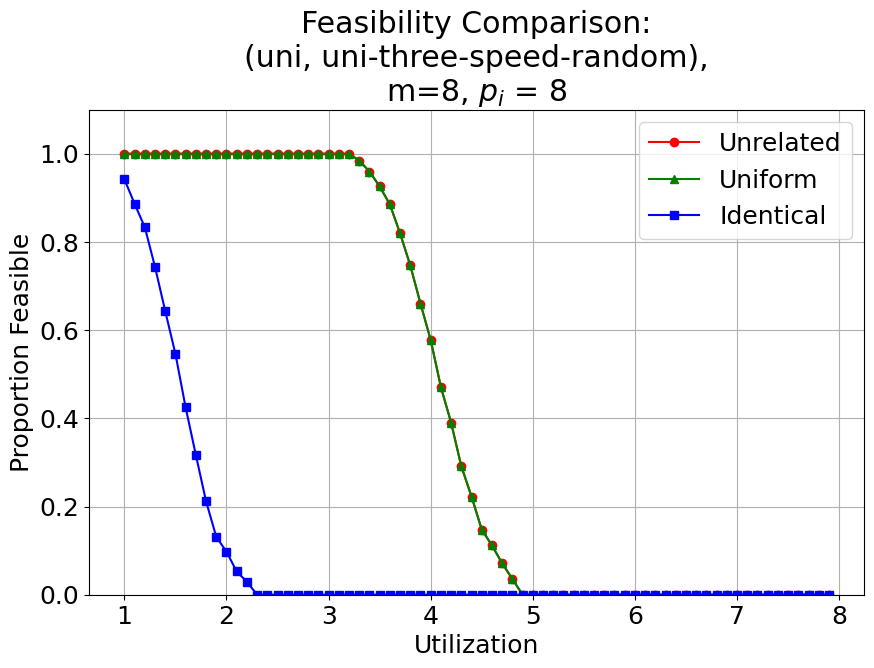 Feasibility Comparison:
(uni, uni-three-speed-random),
m=8, $p_i$ = 8
Unrelated
Uniform
Identical
Proportion Feasible
1.0
0.8
0.6
0.4
0.2
0.0
1 2 3 4 5 6 7 8
Utilization